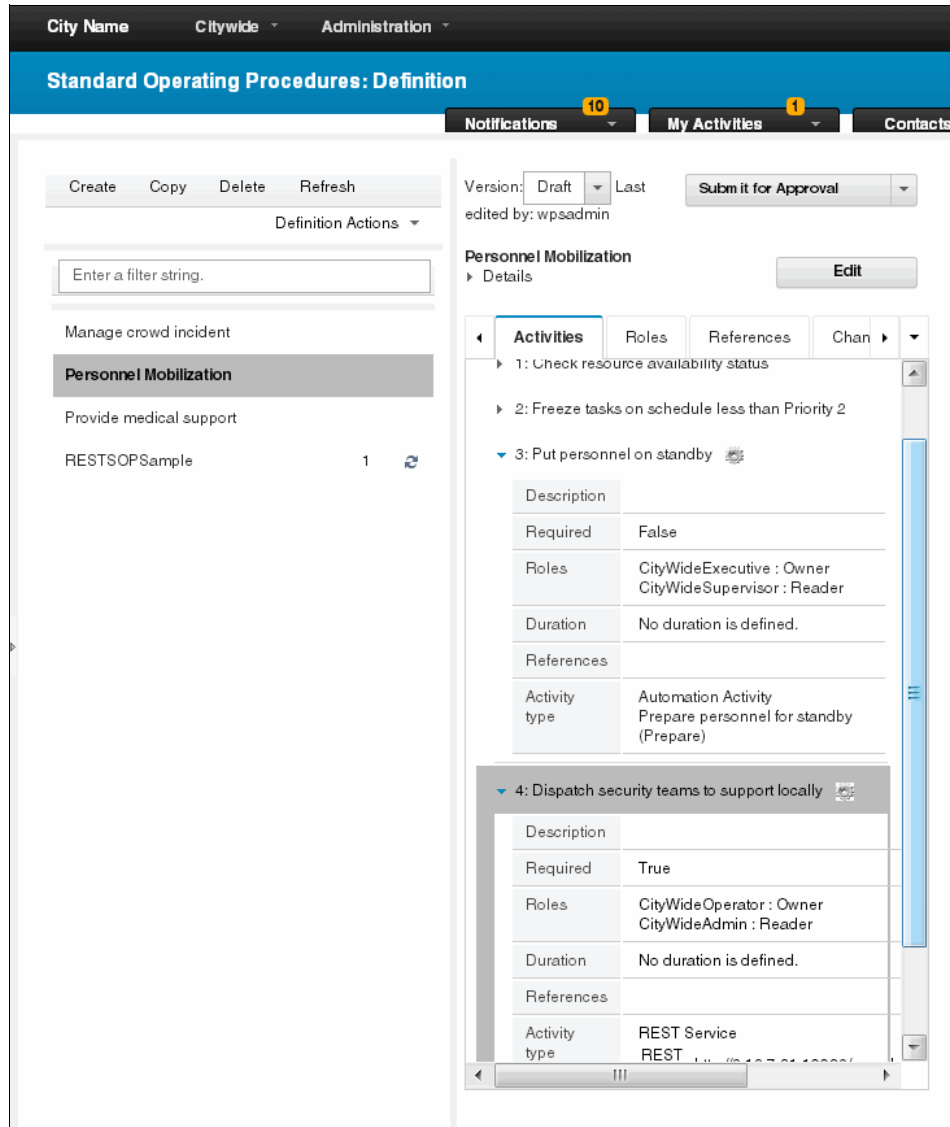 City Name Citywide Administration
Standard Operating Procedures: Definition
10 1
Notifications My Activities Contacts
Create Copy Delete Refresh
Definition Actions
Enter a filter string.
Manage crowd incident
Personnel Mobilization
Provide medical support
RESTSOPSample 1
Version: Draft Last
edited by: wpsadmin
Submit for Approval
Personnel Mobilization
Details
Edit
Activities Roles References Chan
1: Check resource availability status
2: Freeze tasks on schedule less than Priority 2
3: Put personnel on standby
Description
Required False
Roles CityWideExecutive : Owner
CityWideSupervisor : Reader
Duration No duration is defined.
References
Activity Automation Activity
type Prepare personnel for standby
(Prepare)
4: Dispatch security teams to support locally
Description
Required True
Roles CityWideOperator : Owner
CityWideAdmin : Reader
Duration No duration is defined.
References
Activity REST Service
type REST